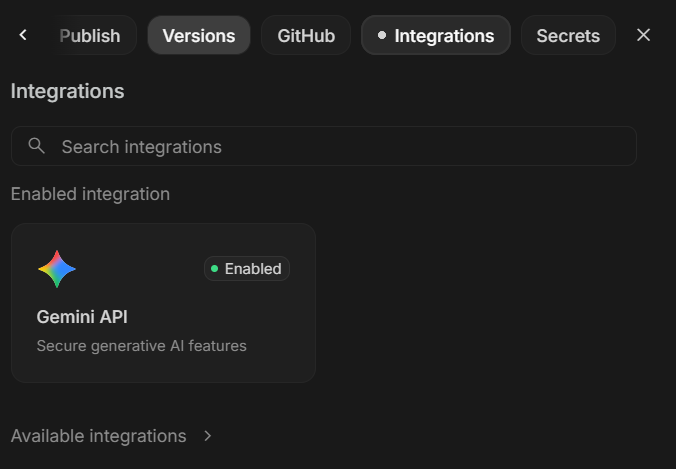 Publish Versions GitHub Integrations Secrets
Integrations
Search integrations
Enabled integration
Enabled
Gemini API
Secure generative AI features
Available integrations